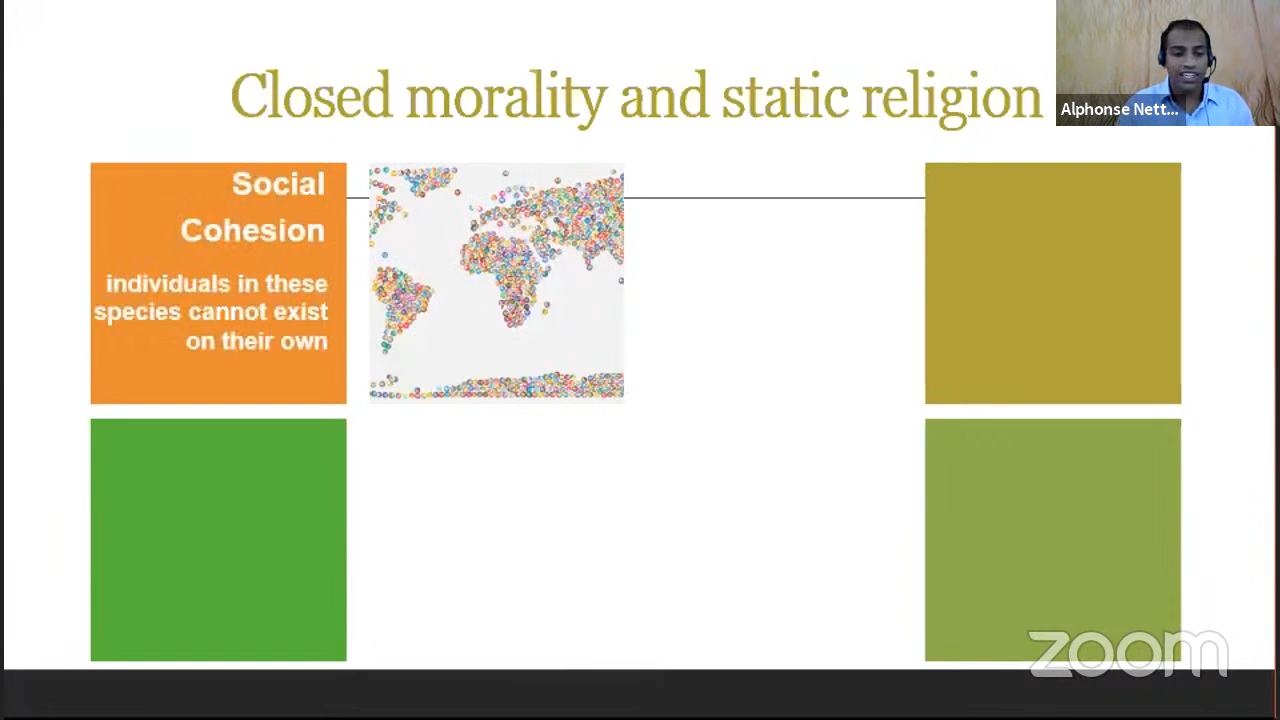 Closed morality and static religion
Alphonse Nett...
Social
Cohesion
individuals in these
species cannot exist
on their own
zoom